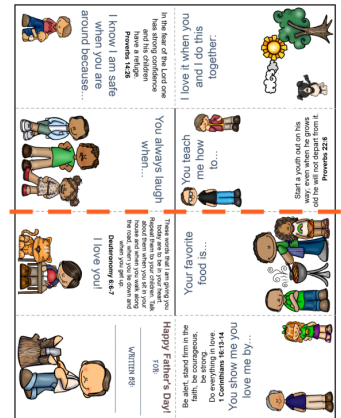 I know I am safe
when you are
around because...
In the fear of the Lord one
has strong confidence
and his children
have a refuge.
Proverbs 14:26
You always laugh
when...
I love you!
Deuteronomy 6:6-7
These words that I am giving you
today are to be in your heart.
Repeat them to your children. Talk
about them when you sit in your
house and when you walk along
the road, when you lie down and
when you get up.
Happy Father's Day!
FOR:
WRITTEN BY:
I love it when you
and I do this
together:
You teach
me how
to...
Start a youth out on his
way; even when he grows
old he will not depart from it.
Proverbs 22:6
Your favorite
food is...
You show me you
love me by...
Be alert, stand firm in the
faith, be courageous,
be strong.
Do everything in love.
1 Corinthians 16:13-14